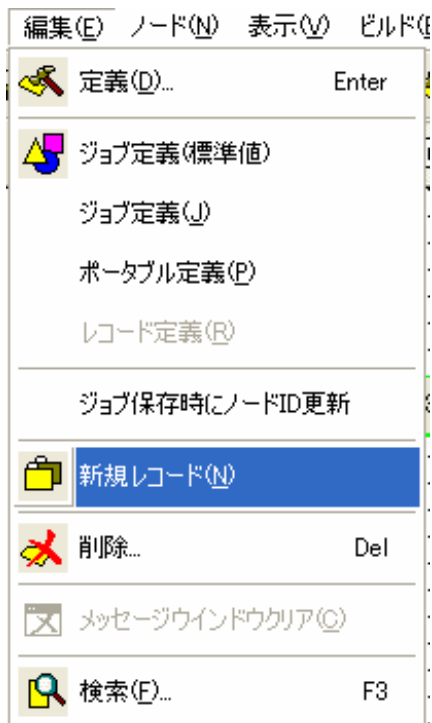 編集(E) ノード(N) 表示(V) ビルド(
定義(D)... Enter
ジョブ定義(標準値)
ジョブ定義(J)
ポータブル定義(P)
レコード定義(R)
ジョブ保存時にノードID更新
新規レコード(N)
削除... Del
メッセージウインドウクリア(C)
検索(F)... F3